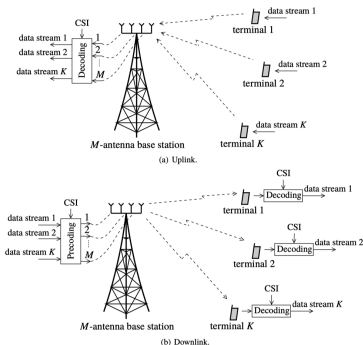 CSI
data stream 1
data stream 2
data stream K
Decoding
1
2
M
M-antenna base station
data stream 1
terminal 1
data stream 2
terminal 2
data stream K
terminal K
(a) Uplink.
data stream 1
data stream 2
data stream K
CSI
Precoding
1
2
M
M-antenna base station
CSI
data stream 1
Decoding
terminal 1
CSI
data stream 2
Decoding
terminal 2
CSI
data stream K
Decoding
terminal K
(b) Downlink.